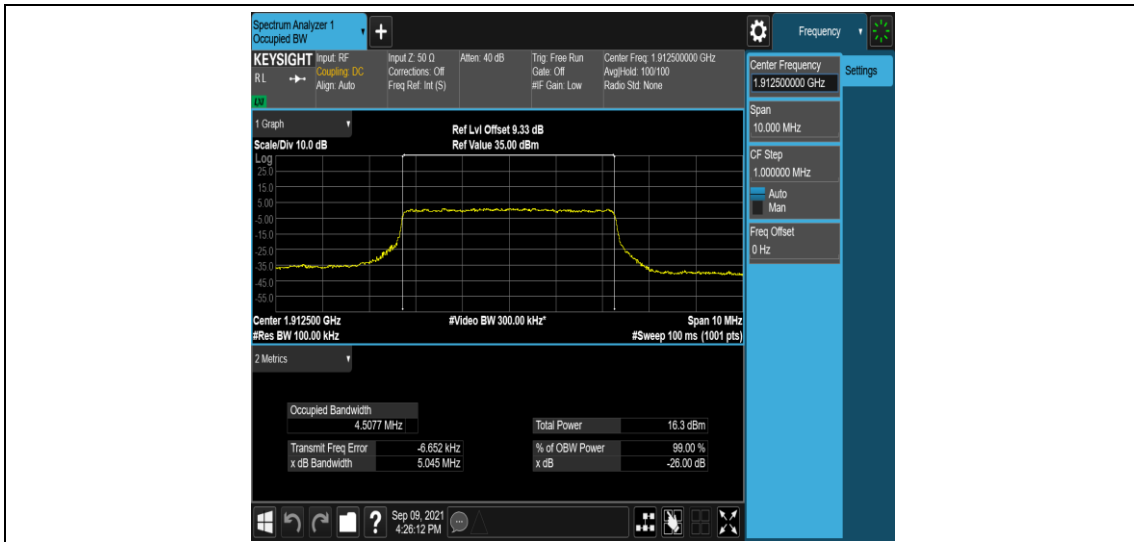 Spectrum Analyzer 1
Occupied BW
+
Frequency
KEYSIGHT
RL
LXI
Input: RF
Coupling: DC
Align: Auto
Input Z: 50 Ω
Corrections: Off
Freq Ref: Int (S)
Atten: 40 dB
Trig: Free Run
Gate: Off
#IF Gain: Low
Center Freq: 1.912500000 GHz
Avg|Hold: 100/100
Radio Std: None
Center Frequency
1.912500000 GHz
Settings
Span
10.000 MHz
CF Step
1.000000 MHz
Auto
Man
Freq Offset
0 Hz
1 Graph
Scale/Div 10.0 dB
Ref Lvl Offset 9.33 dB
Ref Value 35.00 dBm
Log
25.0
15.0
5.00
-5.00
-15.0
-25.0
-35.0
-45.0
-55.0
Center 1.912500 GHz
#Video BW 300.00 kHz*
Span 10 MHz
#Res BW 100.00 kHz
#Sweep 100 ms (1001 pts)
2 Metrics
Occupied Bandwidth
4.5077 MHz
Total Power 16.3 dBm
Transmit Freq Error -6.652 kHz
% of OBW Power 99.00 %
x dB Bandwidth 5.045 MHz
x dB -26.00 dB
?
Sep 09, 2021
4:26:12 PM